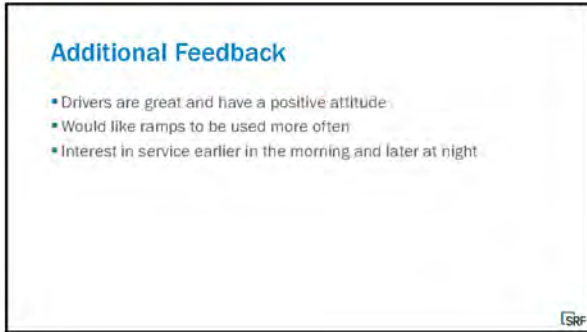 Additional Feedback
▪ Drivers are great and have a positive attitude
▪ Would like ramps to be used more often
▪ Interest in service earlier in the morning and later at night
SRF